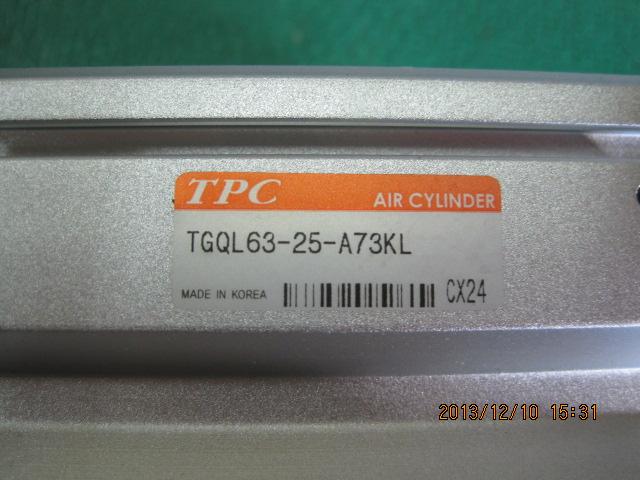 TPC AIR CYLINDER
TGQL63-25-A73KL
MADE IN KOREA CX24
2013/12/10 15:31